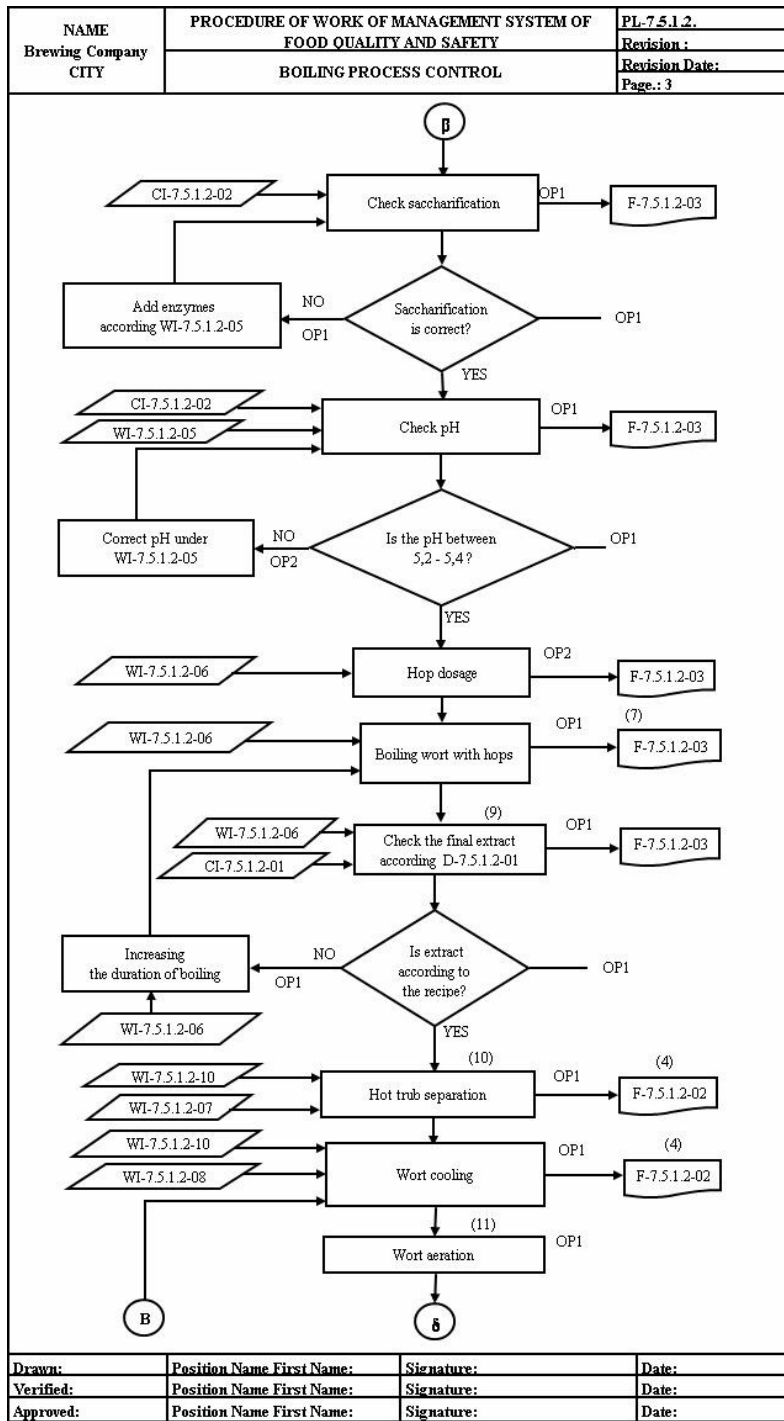 NAME
Brewing Company
CITY
PROCEDURE OF WORK OF MANAGEMENT SYSTEM OF
FOOD QUALITY AND SAFETY
BOILING PROCESS CONTROL
PL-7.5.1.2.
Revision :
Revision Date:
Page.: 3
β
CI-7.5.1.2-02
Check saccharification
OP1
F-7.5.1.2-03
Add enzymes
according WI-7.5.1.2-05
NO
OP1
Saccharification
is correct?
OP1
YES
CI-7.5.1.2-02
WI-7.5.1.2-05
Check pH
OP1
F-7.5.1.2-03
Correct pH under
WI-7.5.1.2-05
NO
OP2
Is the pH between
5,2 - 5,4 ?
OP1
YES
WI-7.5.1.2-06
Hop dosage
OP2
F-7.5.1.2-03
WI-7.5.1.2-06
Boiling wort with hops
OP1
(7)
F-7.5.1.2-03
(9)
WI-7.5.1.2-06
CI-7.5.1.2-01
Check the final extract
according D-7.5.1.2-01
OP1
F-7.5.1.2-03
Increasing
the duration of boiling
NO
OP1
Is extract
according to
the recipe?
OP1
WI-7.5.1.2-06
YES
(10)
WI-7.5.1.2-10
WI-7.5.1.2-07
Hot trub separation
OP1
(4)
F-7.5.1.2-02
WI-7.5.1.2-10
WI-7.5.1.2-08
Wort cooling
OP1
(4)
F-7.5.1.2-02
(11)
Wort aeration
OP1
B
δ
Drawn: Position Name First Name: Signature: Date:
Verified: Position Name First Name: Signature: Date:
Approved: Position Name First Name: Signature: Date: